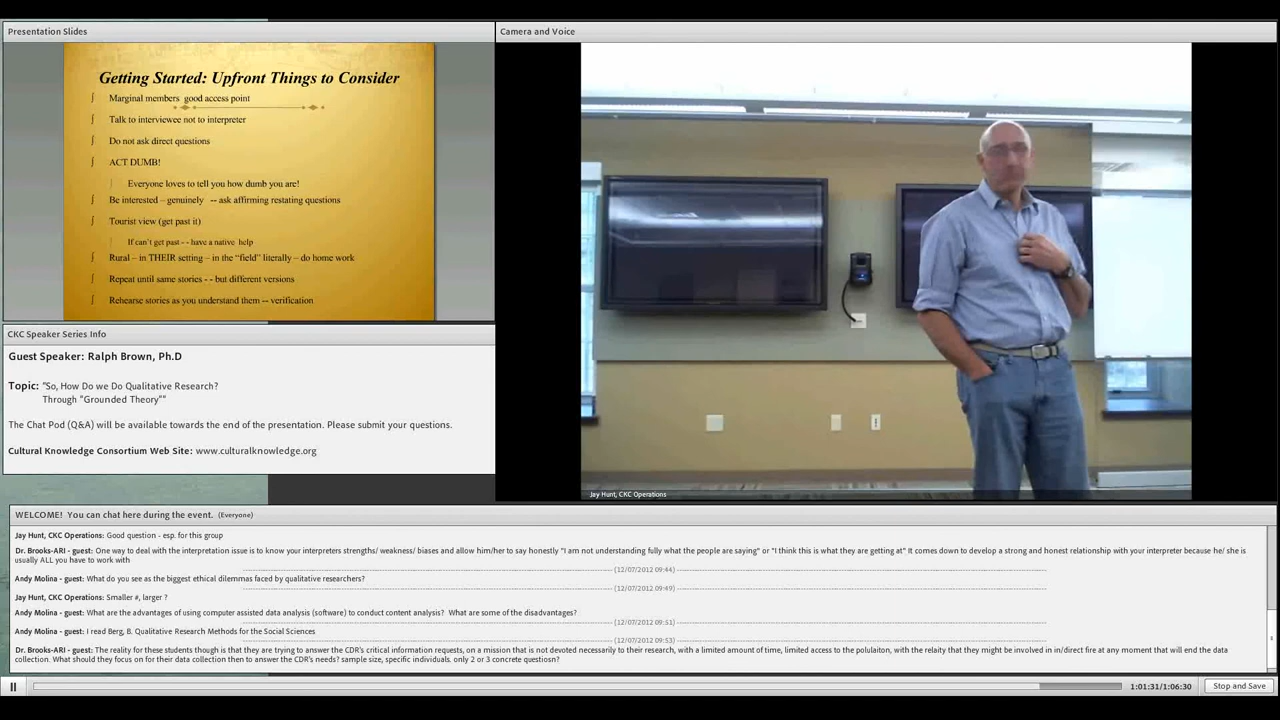 Presentation Slides
Getting Started: Upfront Things to Consider
Marginal members good access point
Talk to interviewee not to interpreter
Do not ask direct questions
ACT DUMB!
Everyone loves to tell you how dumb you are!
Be interested – genuinely -- ask affirming restating questions
Tourist view (get past it)
If can't get past - - have a native help
Rural – in THEIR setting – in the "field" literally – do home work
Repeat until same stories - - but different versions
Rehearse stories as you understand them -- verification
CKC Speaker Series Info
Guest Speaker: Ralph Brown, Ph.D
Topic: "So, How Do we Do Qualitative Research?
Through "Grounded Theory""
The Chat Pod (Q&A) will be available towards the end of the presentation. Please submit your questions.
Cultural Knowledge Consortium Web Site: www.culturalknowledge.org
Camera and Voice
Jay Hunt, CKC Operations
WELCOME! You can chat here during the event. (Everyone)
Jay Hunt, CKC Operations: Good question - esp. for this group
Dr. Brooks-ARI - guest: One way to deal with the interpretation issue is to know your interpreters strengths/ weakness/ biases and allow him/her to say honestly "I am not understanding fully what the people are saying" or "I think this is what they are getting at" It comes down to develop a strong and honest relationship with your interpreter because he/ she is
usually ALL you have to work with
(12/07/2012 09:44)
Andy Molina - guest: What do you see as the biggest ethical dilemmas faced by qualitative researchers?
(12/07/2012 09:49)
Jay Hunt, CKC Operations: Smaller #, larger ?
Andy Molina - guest: What are the advantages of using computer assisted data analysis (software) to conduct content analysis? What are some of the disadvantages?
(12/07/2012 09:51)
Andy Molina - guest: I read Berg, B. Qualitative Research Methods for the Social Sciences
(12/07/2012 09:53)
Dr. Brooks-ARI - guest: The reality for these students though is that they are trying to answer the CDR's critical information requests, on a mission that is not devoted necessarily to their research, with a limited amount of time, limited access to the polulaiton, with the relaity that they might be involved in in/direct fire at any moment that will end the data
collection. What should they focus on for their data collection then to answer the CDR's needs? sample size, specific individuals. only 2 or 3 concrete questiosn?
1:01:31/1:06:30
Stop and Save